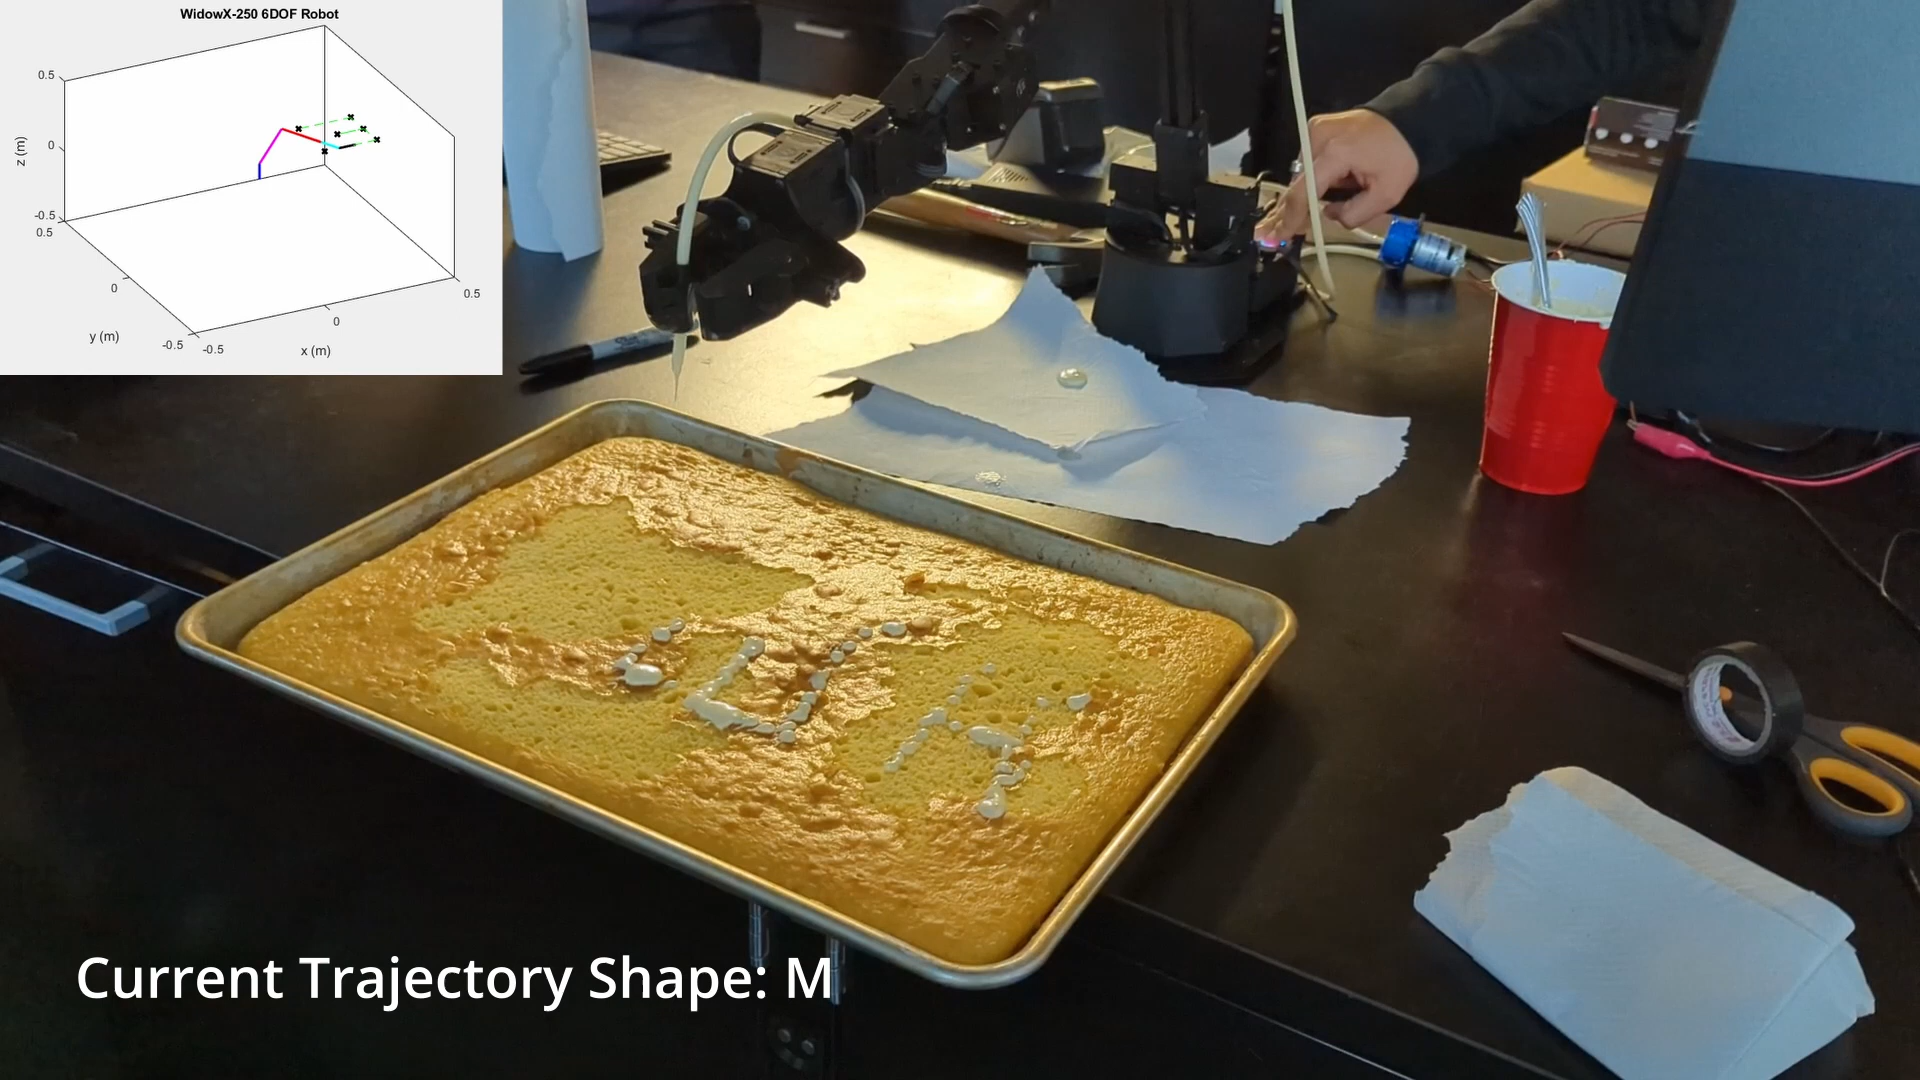 WidowX-250 6DOF Robot
0.5
0
-0.5
z (m)
0.5
0
-0.5
y (m)
-0.5
0
0.5
x (m)
Current Trajectory Shape: M